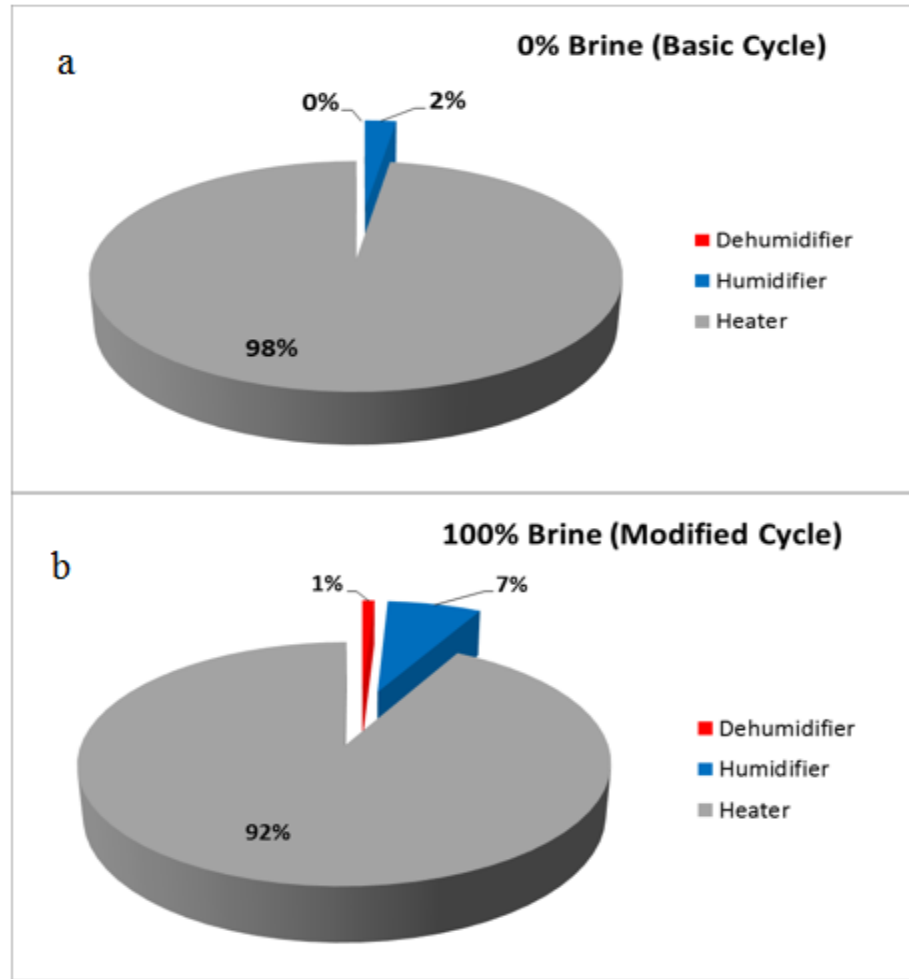 a
0% Brine (Basic Cycle)
0%
2%
Dehumidifier
Humidifier
Heater
98%
b
100% Brine (Modified Cycle)
1%
7%
Dehumidifier
Humidifier
Heater
92%